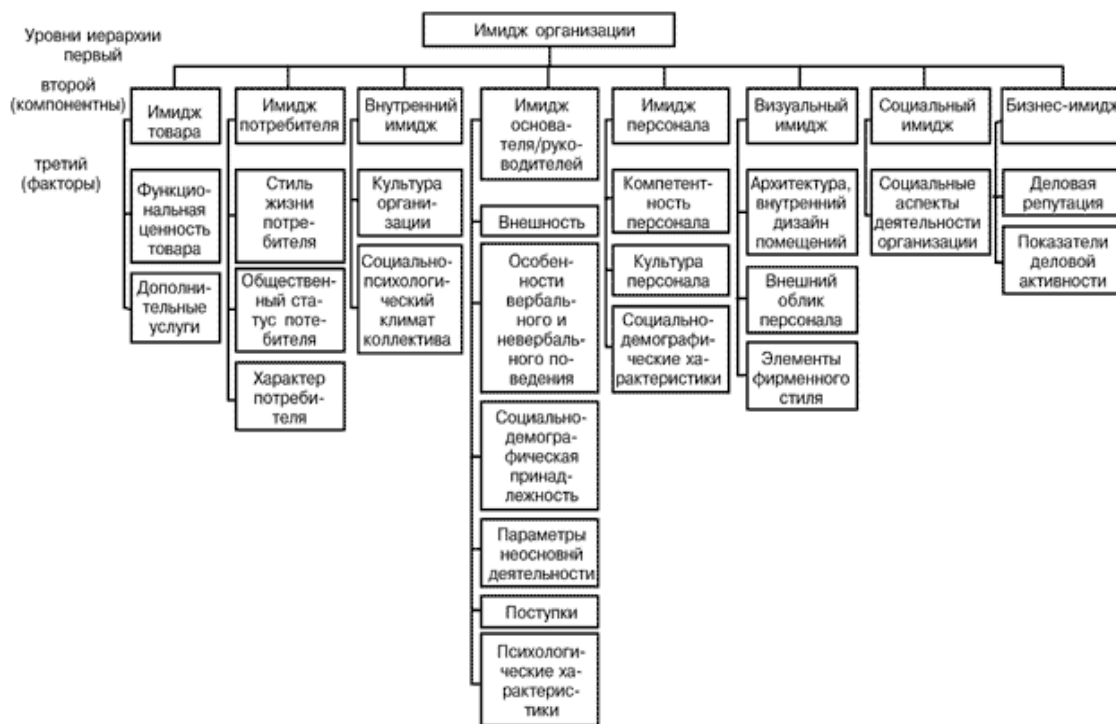 Имидж организации
Уровни иерархии
первый
второй
(компонентны)
третий
(факторы)
Имидж
товара
Функцио-
нальная
ценность
товара
Дополни-
тельные
услуги
Имидж
потребителя
Стиль
жизни
потре-
бителя
Обществен-
ный ста-
тус поте-
бителя
Характер
потреби-
теля
Внутренний
имидж
Культура
органи-
зации
Социально-
психоло-
гический
климат
коллектива
Имидж
основа-
теля/руко-
водителей
Внешность
Особен-
ности
вербаль-
ного и
невербаль-
ного по-
ведения
Социально-
демогра-
фическая
принад-
лежность
Параметры
неосновнй
деятельности
Поступки
Психологи-
ческие ха-
рактерис-
тики
Имидж
персонала
Компетент-
ность
персонала
Культура
персонала
Социально-
демографи-
ческие ха-
рактеристики
Визуальный
имидж
Архитектура,
внутренний
дизайн
помещений
Внешний
облик
персонала
Элементы
фирменного
стиля
Социальный
имидж
Социальные
аспекты
деятельности
организации
Бизнес-имидж
Деловая
репутация
Показатели
деловой
активности